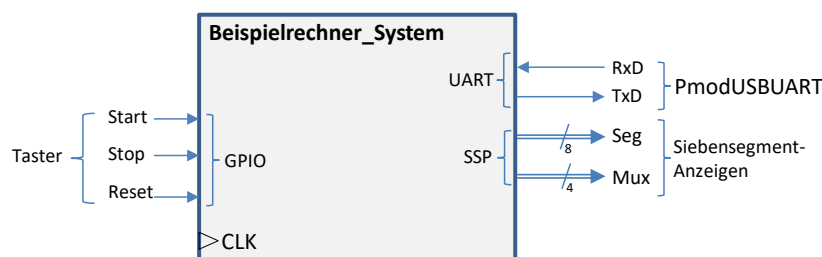 Beispielrechner_System
UART
RxD
TxD
PmodUSBUART
Taster
Start
Stop
Reset
GPIO
SSP
8
Seg
4
Mux
Siebensegment-
Anzeigen
CLK